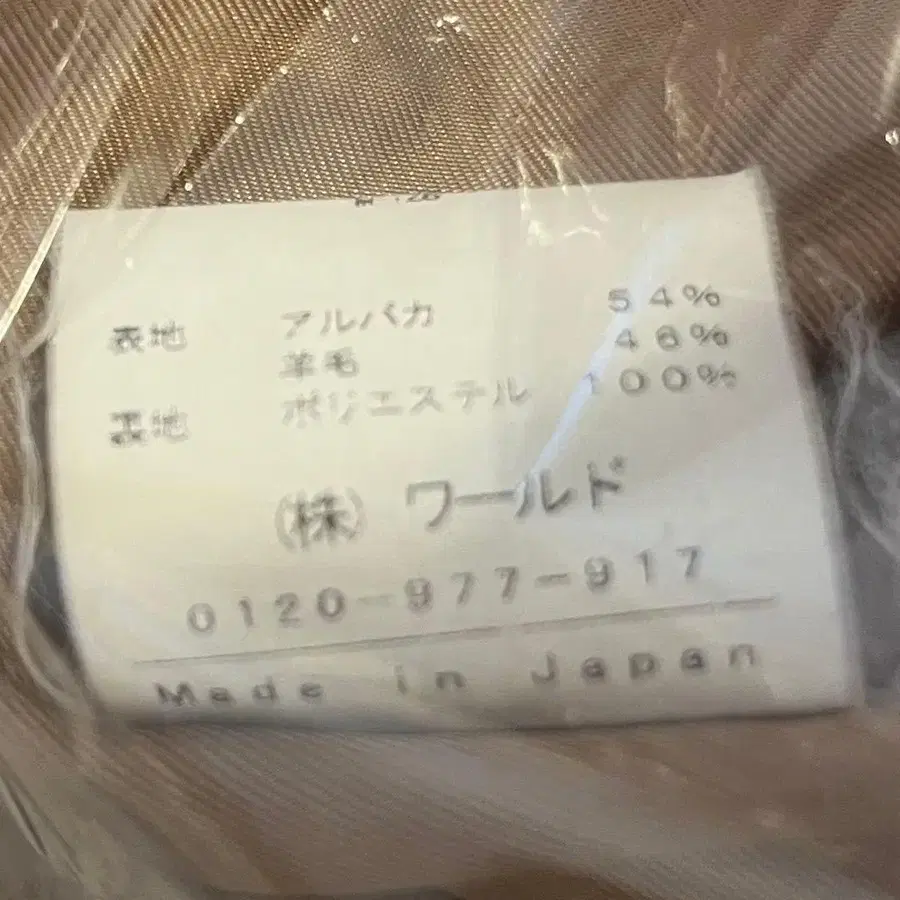 表地 アルパカ 54%
羊毛 46%
裏地 ポリエステル 100%
(株) ワールド
0120-977-917
Made in Japan